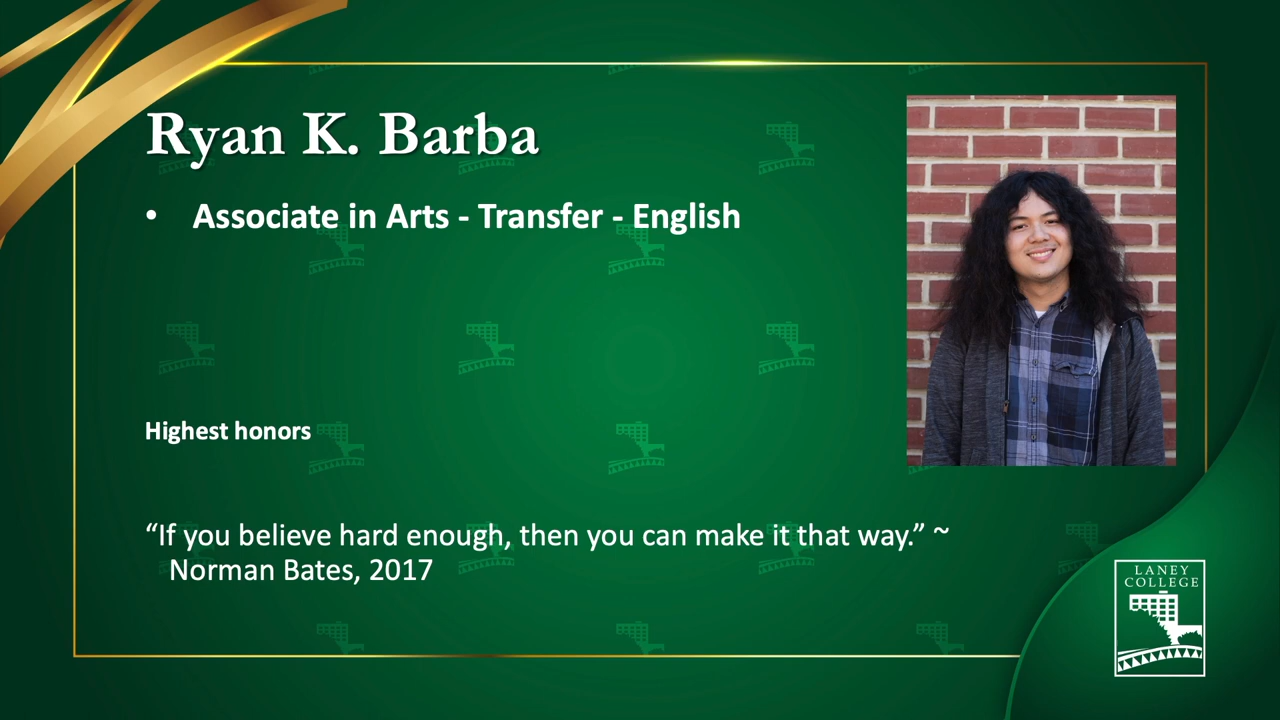 Ryan K. Barba
• Associate in Arts - Transfer - English
Highest honors
“If you believe hard enough, then you can make it that way.” ~
Norman Bates, 2017
LANEY
COLLEGE